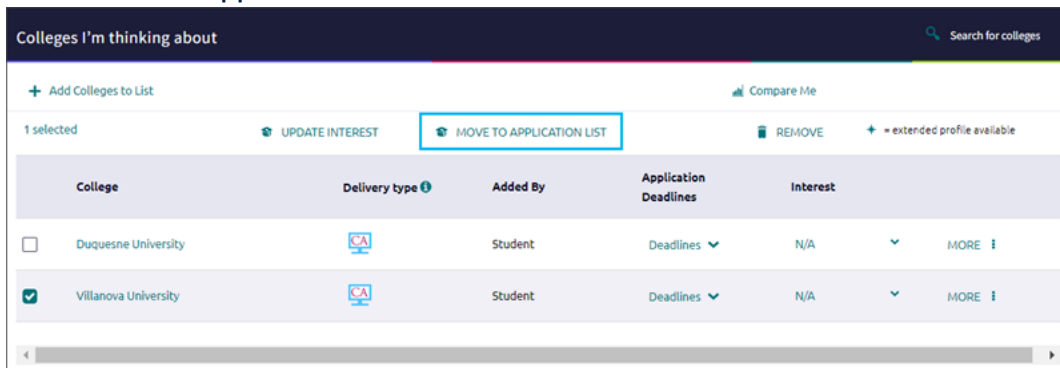 Colleges I'm thinking about
Search for colleges
+ Add Colleges to List
Compare Me
1 selected
UPDATE INTEREST
MOVE TO APPLICATION LIST
REMOVE
+ = extended profile available
College Delivery type Added By Application Deadlines Interest
Duquesne University CA Student Deadlines N/A MORE
Villanova University CA Student Deadlines N/A MORE